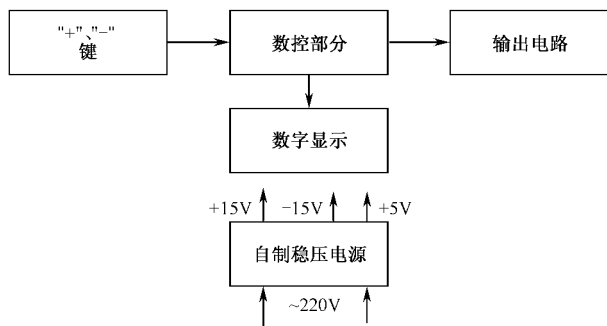 "+"、"−"
键
数控部分
输出电路
数字显示
+15V
−15V
+5V
自制稳压电源
~220V